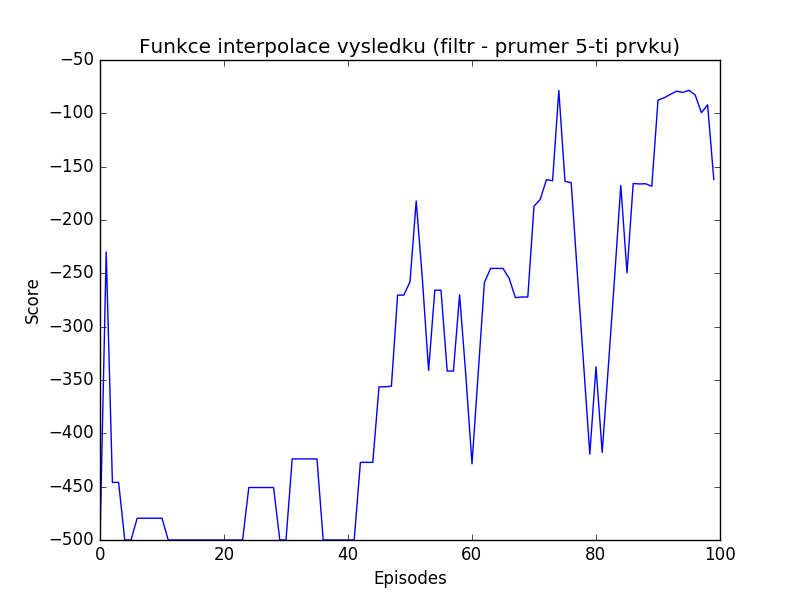 Funkce interpolace vysledku (filtr - prumer 5-ti prvku)
−50
−100
−150
−200
−250
−300
−350
−400
−450
−500
Score
0 20 40 60 80 100
Episodes